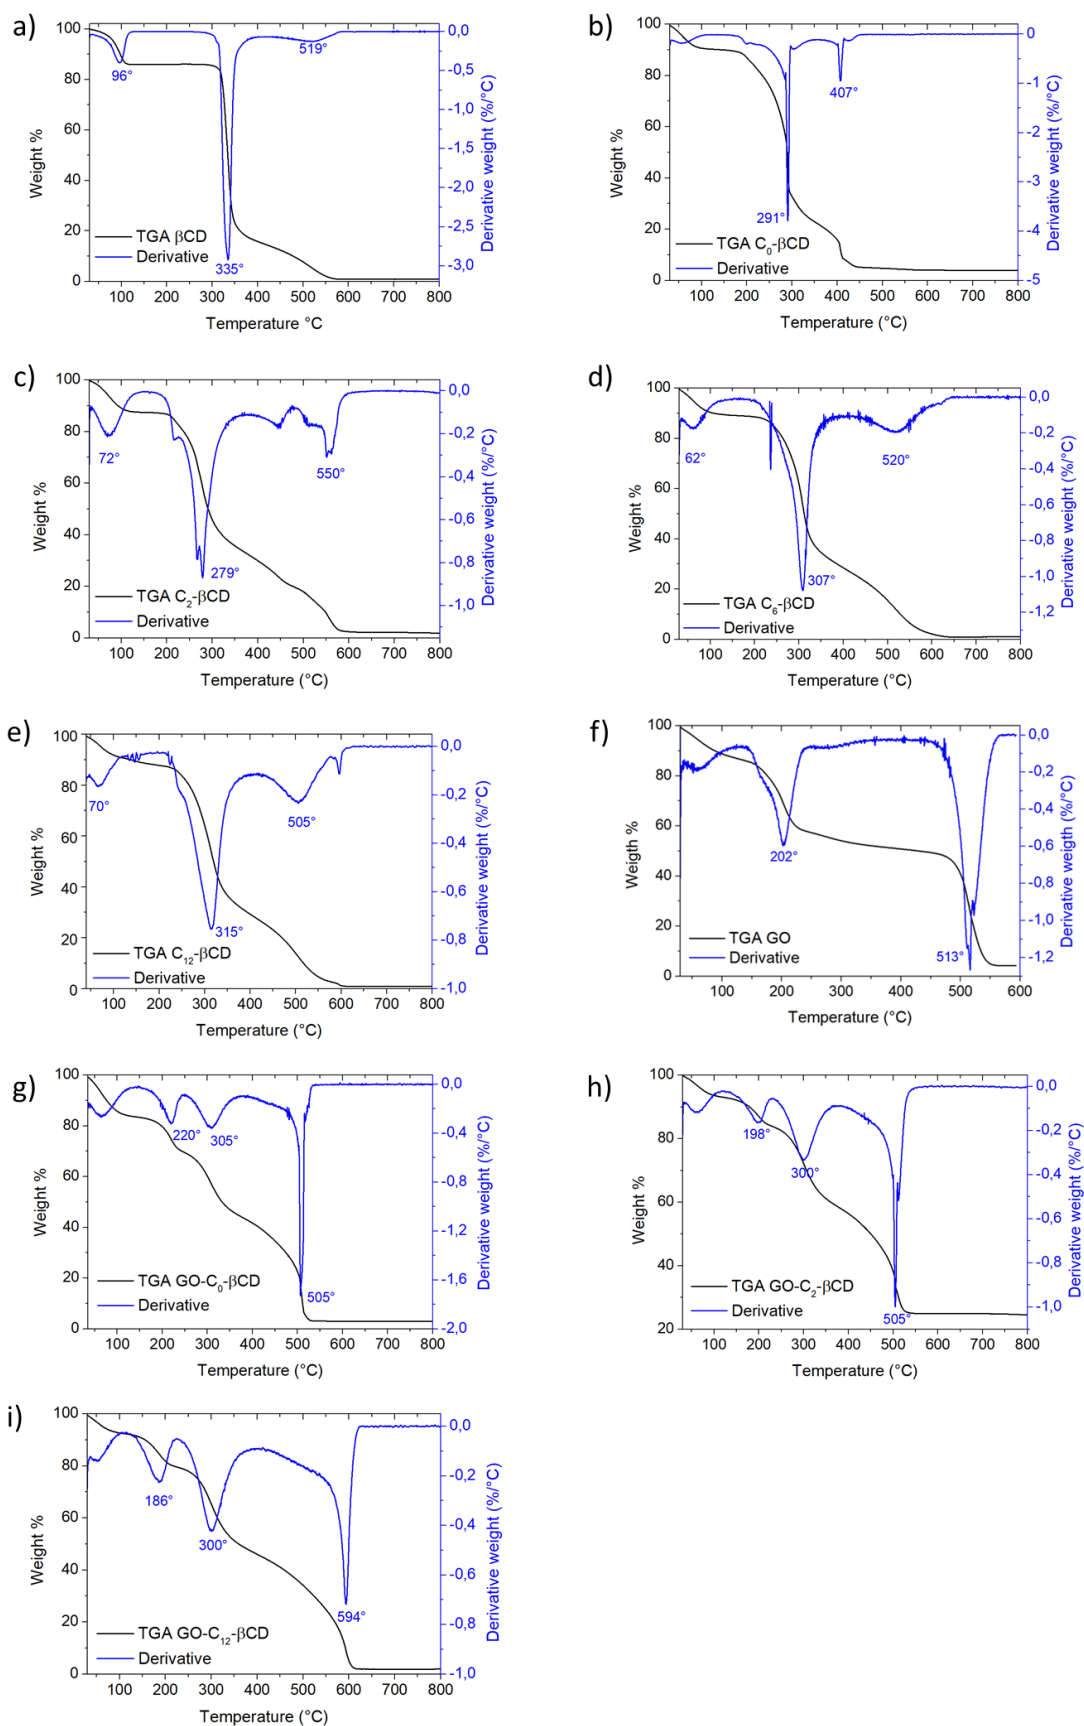 a)
100
80
60
40
20
0
Weight %
0,0
-0,5
-1,0
-1,5
-2,0
-2,5
-3,0
Derivative weight (%/°C)
96°
519°
335°
TGA βCD
Derivative
100 200 300 400 500 600 700 800
Temperature °C
b)
100
80
60
40
20
0
Weight %
0
-1
-2
-3
-4
-5
Derivative weight (%/°C)
407°
291°
TGA C₀-βCD
Derivative
100 200 300 400 500 600 700 800
Temperature (°C)
c)
100
80
60
40
20
0
Weight %
0,0
-0,2
-0,4
-0,6
-0,8
-1,0
Derivative weight (%/°C)
72°
550°
279°
TGA C₂-βCD
Derivative
100 200 300 400 500 600 700 800
Temperature (°C)
d)
100
80
60
40
20
0
Weight %
0,0
-0,2
-0,4
-0,6
-0,8
-1,0
-1,2
Derivative weight (%/°C)
62°
520°
307°
TGA C₆-βCD
Derivative
100 200 300 400 500 600 700 800
Temperature (°C)
e)
100
80
60
40
20
0
Weight %
0,0
-0,2
-0,4
-0,6
-0,8
-1,0
Derivative weight (%/°C)
70°
505°
315°
TGA C₁₂-βCD
Derivative
100 200 300 400 500 600 700 800
Temperature (°C)
f)
100
80
60
40
20
0
Weigth %
0,0
-0,2
-0,4
-0,6
-0,8
-1,0
-1,2
Derivative weigth (%/°C)
202°
513°
TGA GO
Derivative
100 200 300 400 500 600
Temperature (°C)
g)
100
80
60
40
20
0
Weight %
0,0
-0,4
-0,8
-1,2
-1,6
-2,0
Derivative weight (%/°C)
220°
305°
505°
TGA GO-C₀-βCD
Derivative
100 200 300 400 500 600 700 800
Temperature (°C)
h)
100
80
60
40
20
Weight %
0,0
-0,2
-0,4
-0,6
-0,8
-1,0
Derivative weight (%/°C)
198°
300°
505°
TGA GO-C₂-βCD
Derivative
100 200 300 400 500 600 700 800
Temperature (°C)
i)
100
80
60
40
20
0
Weight %
0,0
-0,2
-0,4
-0,6
-0,8
-1,0
Derivative weight (%/°C)
186°
300°
594°
TGA GO-C₁₂-βCD
Derivative
100 200 300 400 500 600 700 800
Temperature (°C)